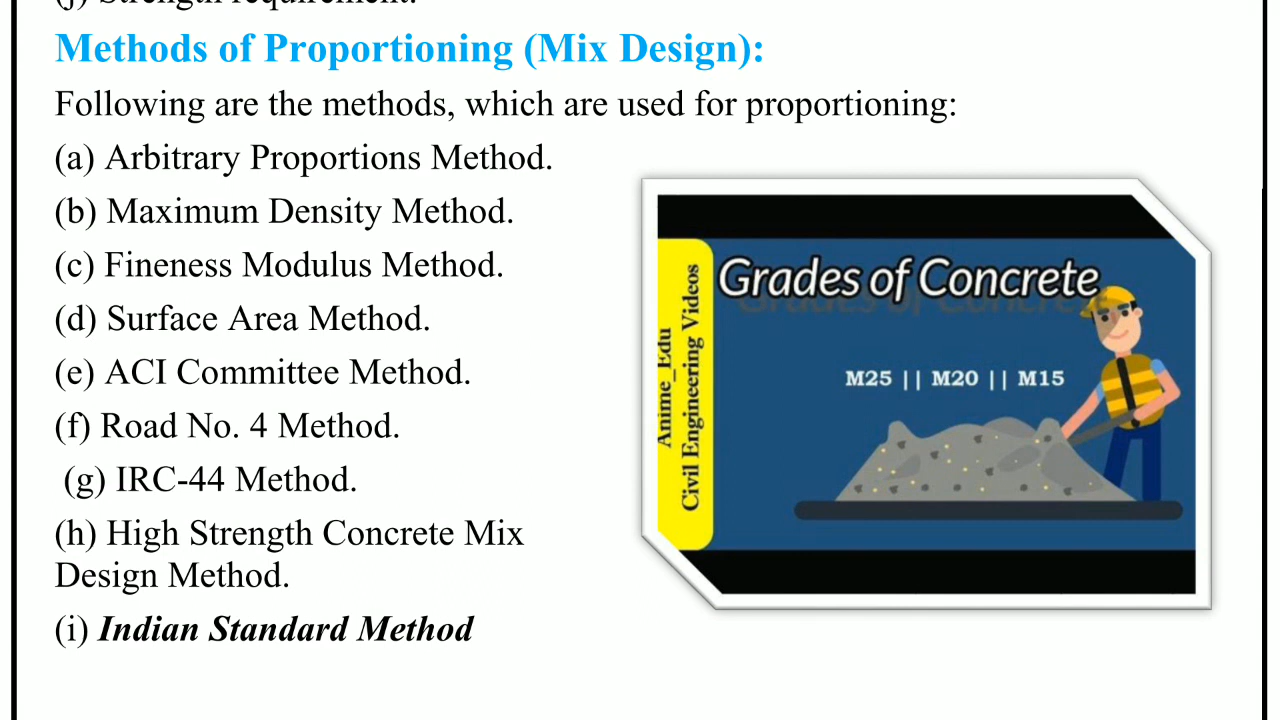 (j) Strength requirement.
Methods of Proportioning (Mix Design):
Following are the methods, which are used for proportioning:
(a) Arbitrary Proportions Method.
(b) Maximum Density Method.
(c) Fineness Modulus Method.
(d) Surface Area Method.
(e) ACI Committee Method.
(f) Road No. 4 Method.
(g) IRC-44 Method.
(h) High Strength Concrete Mix
Design Method.
(i) Indian Standard Method
Grades of Concrete
Anime_Edu
Civil Engineering Videos
M25 || M20 || M15